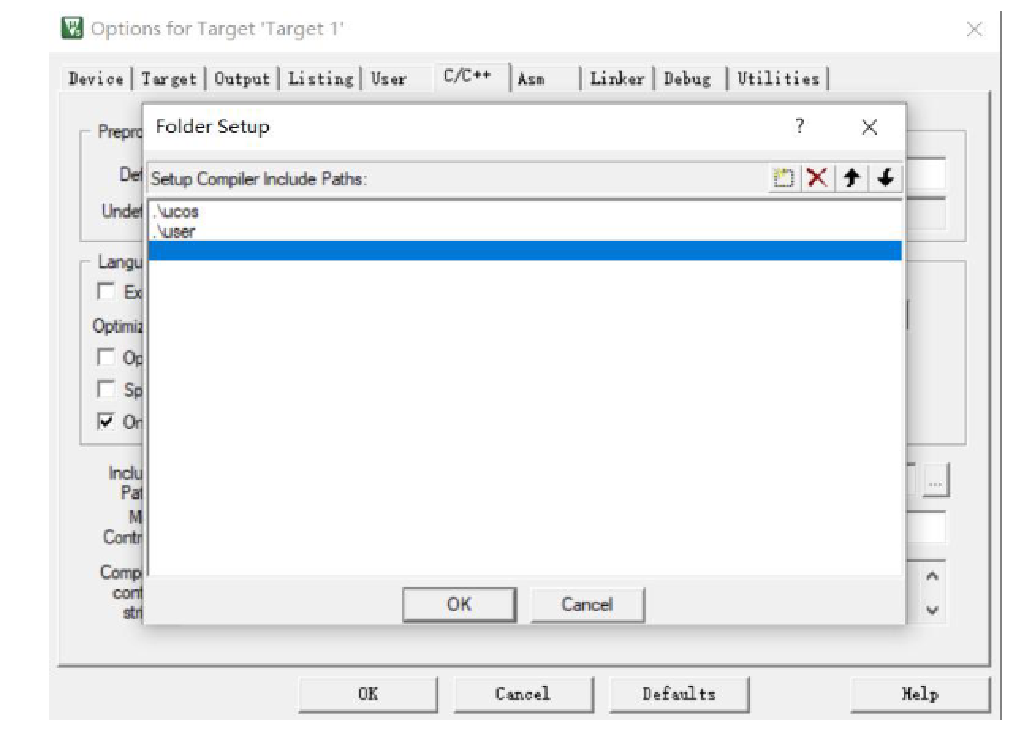 Options for Target 'Target 1'
Device Target Output Listing User C/C++ Asm Linker Debug Utilities
Folder Setup
Setup Compiler Include Paths:
.\ucos
.\user
Prepro
Def
Undef
Langu
Ex
Optimiz
Op
Sp
On
Inclu
Pat
M
Contr
...
Comp
cont
stri
OK Cancel
OK Cancel Defaults Help